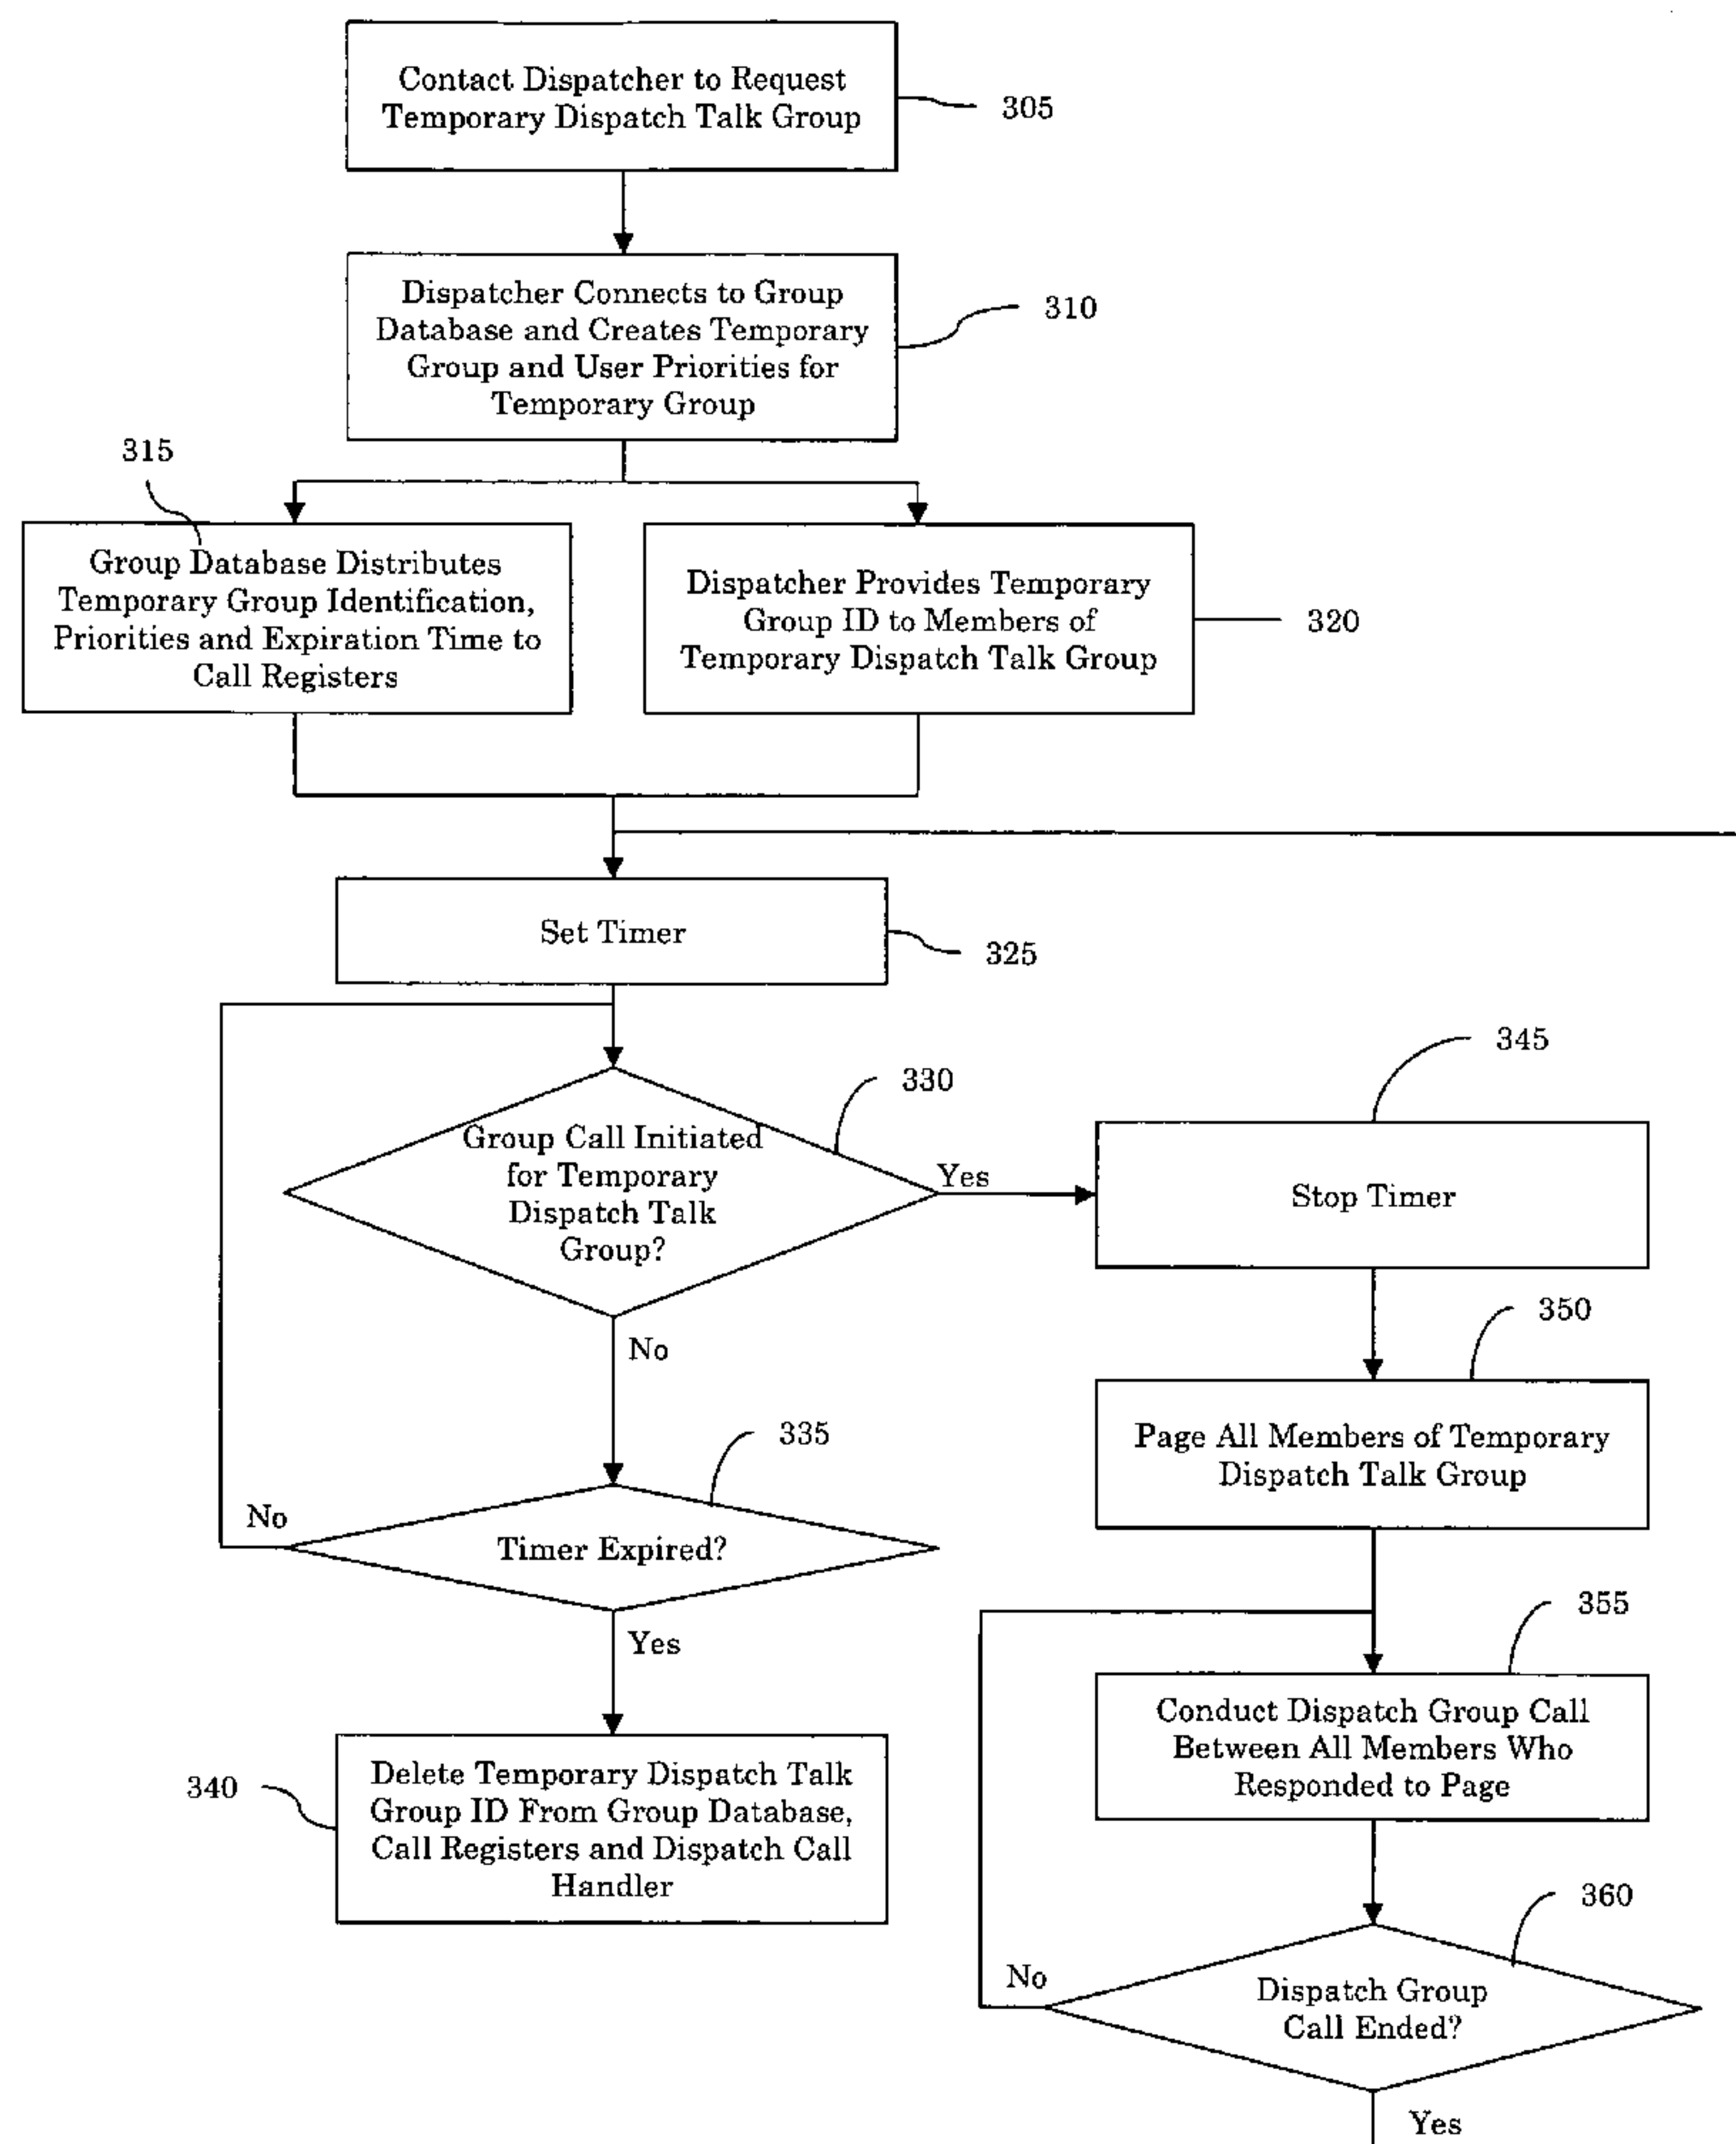 Contact Dispatcher to Request
Temporary Dispatch Talk Group
305
Dispatcher Connects to Group
Database and Creates Temporary
Group and User Priorities for
Temporary Group
310
315
Group Database Distributes
Temporary Group Identification,
Priorities and Expiration Time to
Call Registers
Dispatcher Provides Temporary
Group ID to Members of
Temporary Dispatch Talk Group
320
Set Timer
325
Group Call Initiated
for Temporary
Dispatch Talk
Group?
330
Yes
No
345
Stop Timer
350
Page All Members of Temporary
Dispatch Talk Group
335
Timer Expired?
No
Yes
355
Conduct Dispatch Group Call
Between All Members Who
Responded to Page
340
Delete Temporary Dispatch Talk
Group ID From Group Database,
Call Registers and Dispatch Call
Handler
360
Dispatch Group
Call Ended?
No
Yes